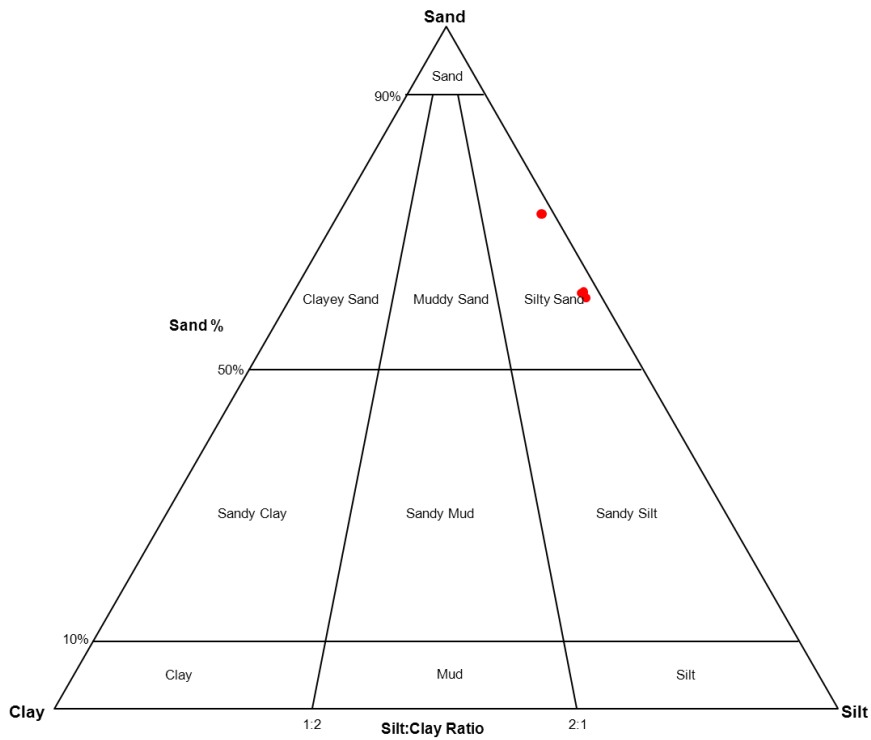 Sand
Sand
90%
Clayey Sand
Muddy Sand
Silty Sand
Sand %
50%
Sandy Clay
Sandy Mud
Sandy Silt
10%
Clay
Mud
Silt
Clay
Silt
1:2
Silt:Clay Ratio
2:1